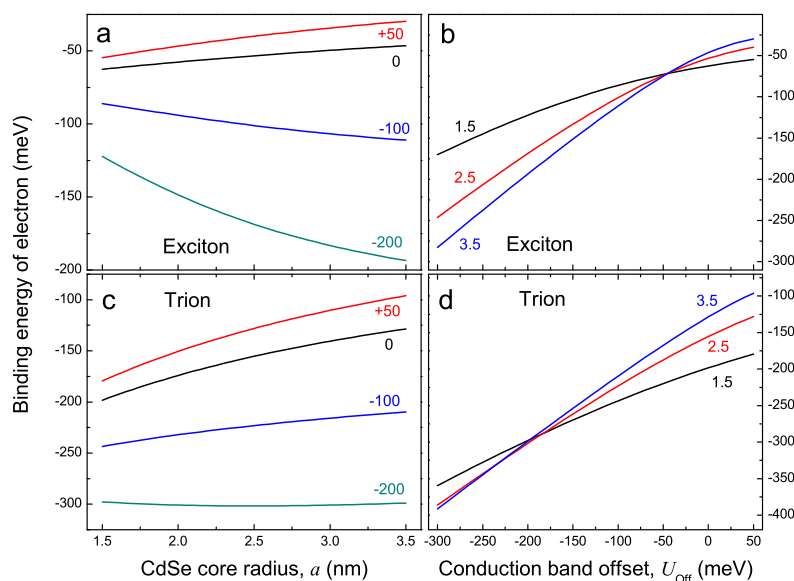 a
+50
0
-100
-200
Exciton
-50
-100
-150
-200
b
1.5
2.5
3.5
Exciton
-50
-100
-150
-200
-250
-300
Binding energy of electron (meV)
c
Trion
+50
0
-100
-200
-100
-150
-200
-250
-300
1.5 2.0 2.5 3.0 3.5
CdSe core radius, a (nm)
d
Trion
3.5
2.5
1.5
-100
-150
-200
-250
-300
-350
-400
-300 -250 -200 -150 -100 -50 0 50
Conduction band offset, U_Off (meV)